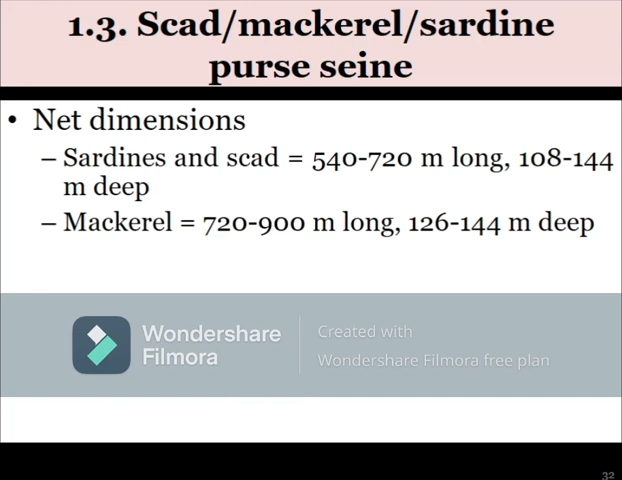 1.3. Scad/mackerel/sardine
purse seine
• Net dimensions
– Sardines and scad = 540-720 m long, 108-144
m deep
– Mackerel = 720-900 m long, 126-144 m deep
Wondershare
Filmora
Created with
Wondershare Filmora free plan
32